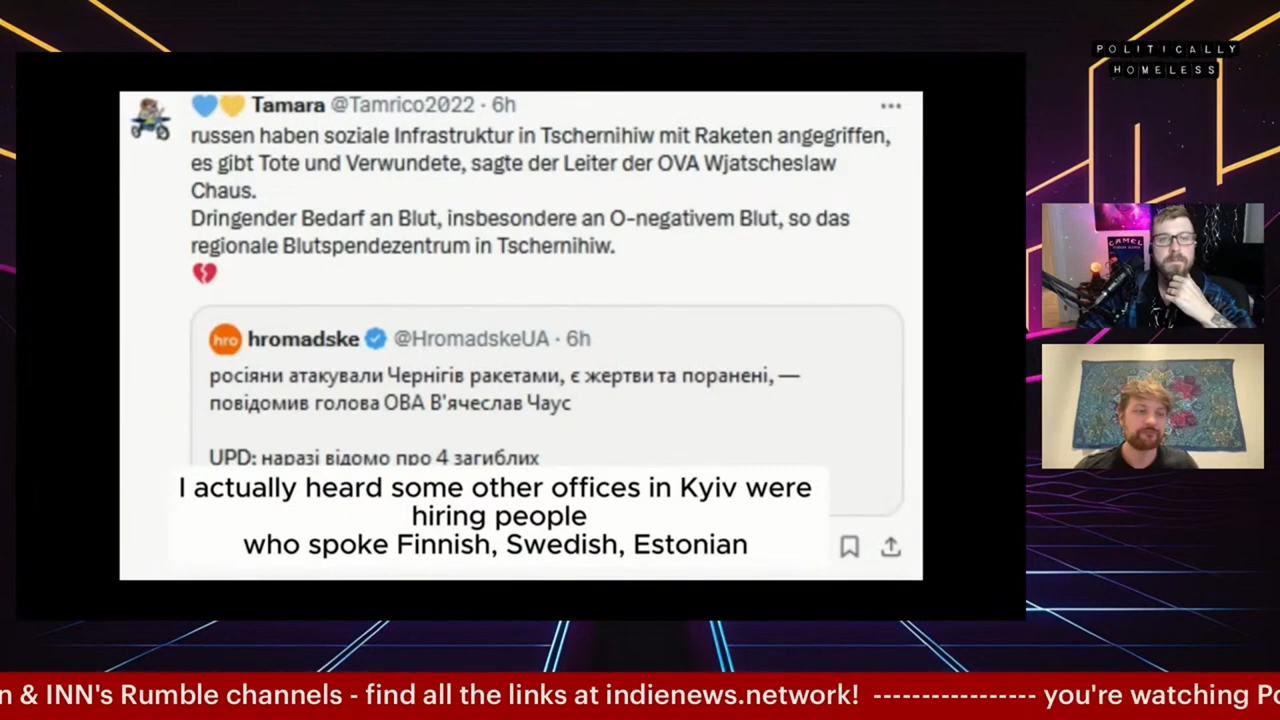 POLITICALLY
HOMELESS
Tamara @Tamrico2022 · 6h
russen haben soziale Infrastruktur in Tschernihiw mit Raketen angegriffen,
es gibt Tote und Verwundete, sagte der Leiter der OVA Wjatscheslaw
Chaus.
Dringender Bedarf an Blut, insbesondere an O-negativem Blut, so das
regionale Blutspendezentrum in Tschernihiw.
hro hromadske @HromadskeUA · 6h
росіяни атакували Чернігів ракетами, є жертви та поранені, —
повідомив голова ОВА В'ячеслав Чаус
UPD: наразі відомо про 4 загиблих
I actually heard some other offices in Kyiv were
hiring people
who spoke Finnish, Swedish, Estonian
CAMEL
n & INN's Rumble channels - find all the links at indienews.network! ---------------- you're watching Po